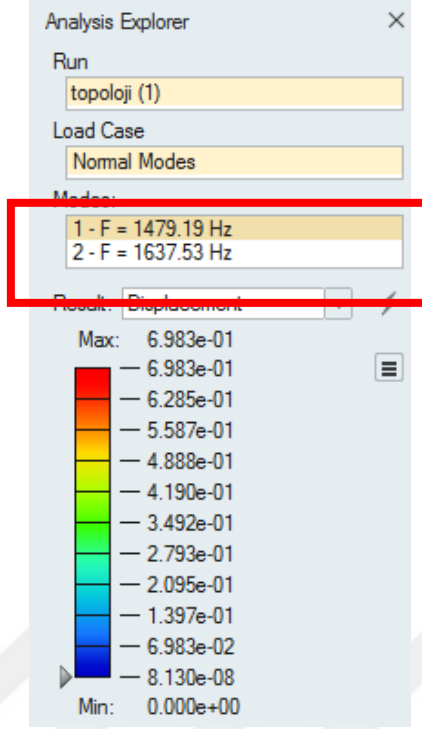 Analysis Explorer
Run
topoloji (1)
Load Case
Normal Modes
Modes:
1 - F = 1479.19 Hz
2 - F = 1637.53 Hz
Result: Displacement
Max: 6.983e-01
6.983e-01
6.285e-01
5.587e-01
4.888e-01
4.190e-01
3.492e-01
2.793e-01
2.095e-01
1.397e-01
6.983e-02
8.130e-08
Min: 0.000e+00